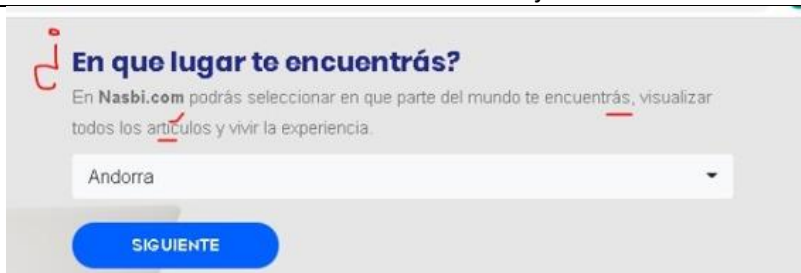 ¿
En que lugar te encuentrás?
En Nasbi.com podrás seleccionar en que parte del mundo te encuentrás, visualizar
todos los articulos y vivir la experiencia.
Andorra
SIGUIENTE